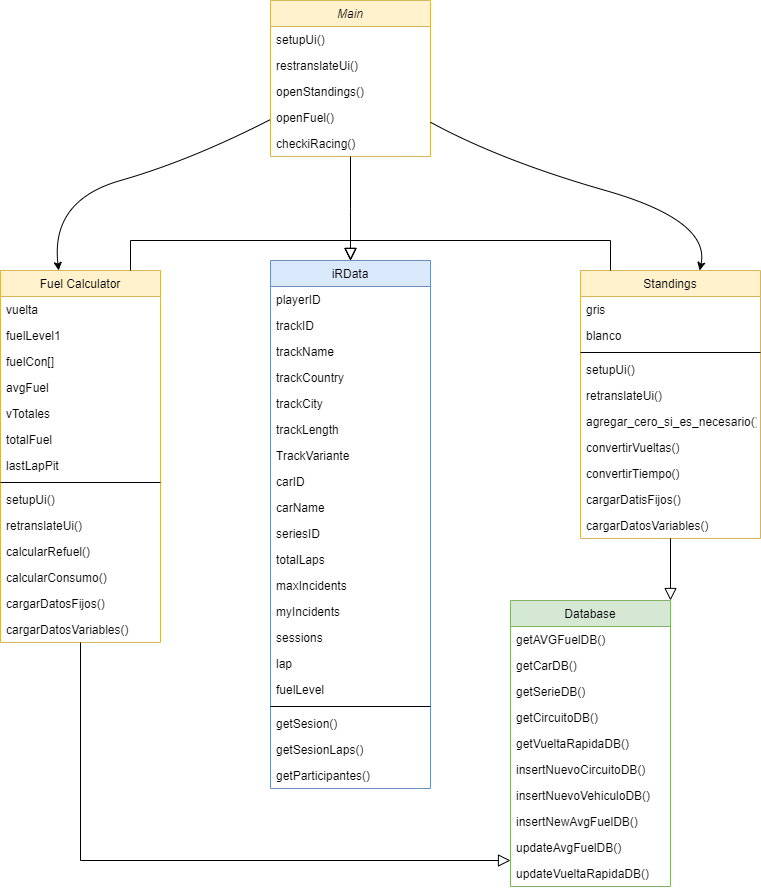 Main
setupUi()
restranslateUi()
openStandings()
openFuel()
checkiRacing()
Fuel Calculator
vuelta
fuelLevel1
fuelCon[]
avgFuel
vTotales
totalFuel
lastLapPit
setupUi()
retranslateUi()
calcularRefuel()
calcularConsumo()
cargarDatosFijos()
cargarDatosVariables()
iRData
playerID
trackID
trackName
trackCountry
trackCity
trackLength
TrackVariante
carID
carName
seriesID
totalLaps
maxIncidents
myIncidents
sessions
lap
fuelLevel
getSesion()
getSesionLaps()
getParticipantes()
Standings
gris
blanco
setupUi()
retranslateUi()
agregar_cero_si_es_necesario()
convertirVueltas()
convertirTiempo()
cargarDatisFijos()
cargarDatosVariables()
Database
getAVGFuelDB()
getCarDB()
getSerieDB()
getCircuitoDB()
getVueltaRapidaDB()
insertNuevoCircuitoDB()
insertNuevoVehiculoDB()
insertNewAvgFuelDB()
updateAvgFuelDB()
updateVueltaRapidaDB()